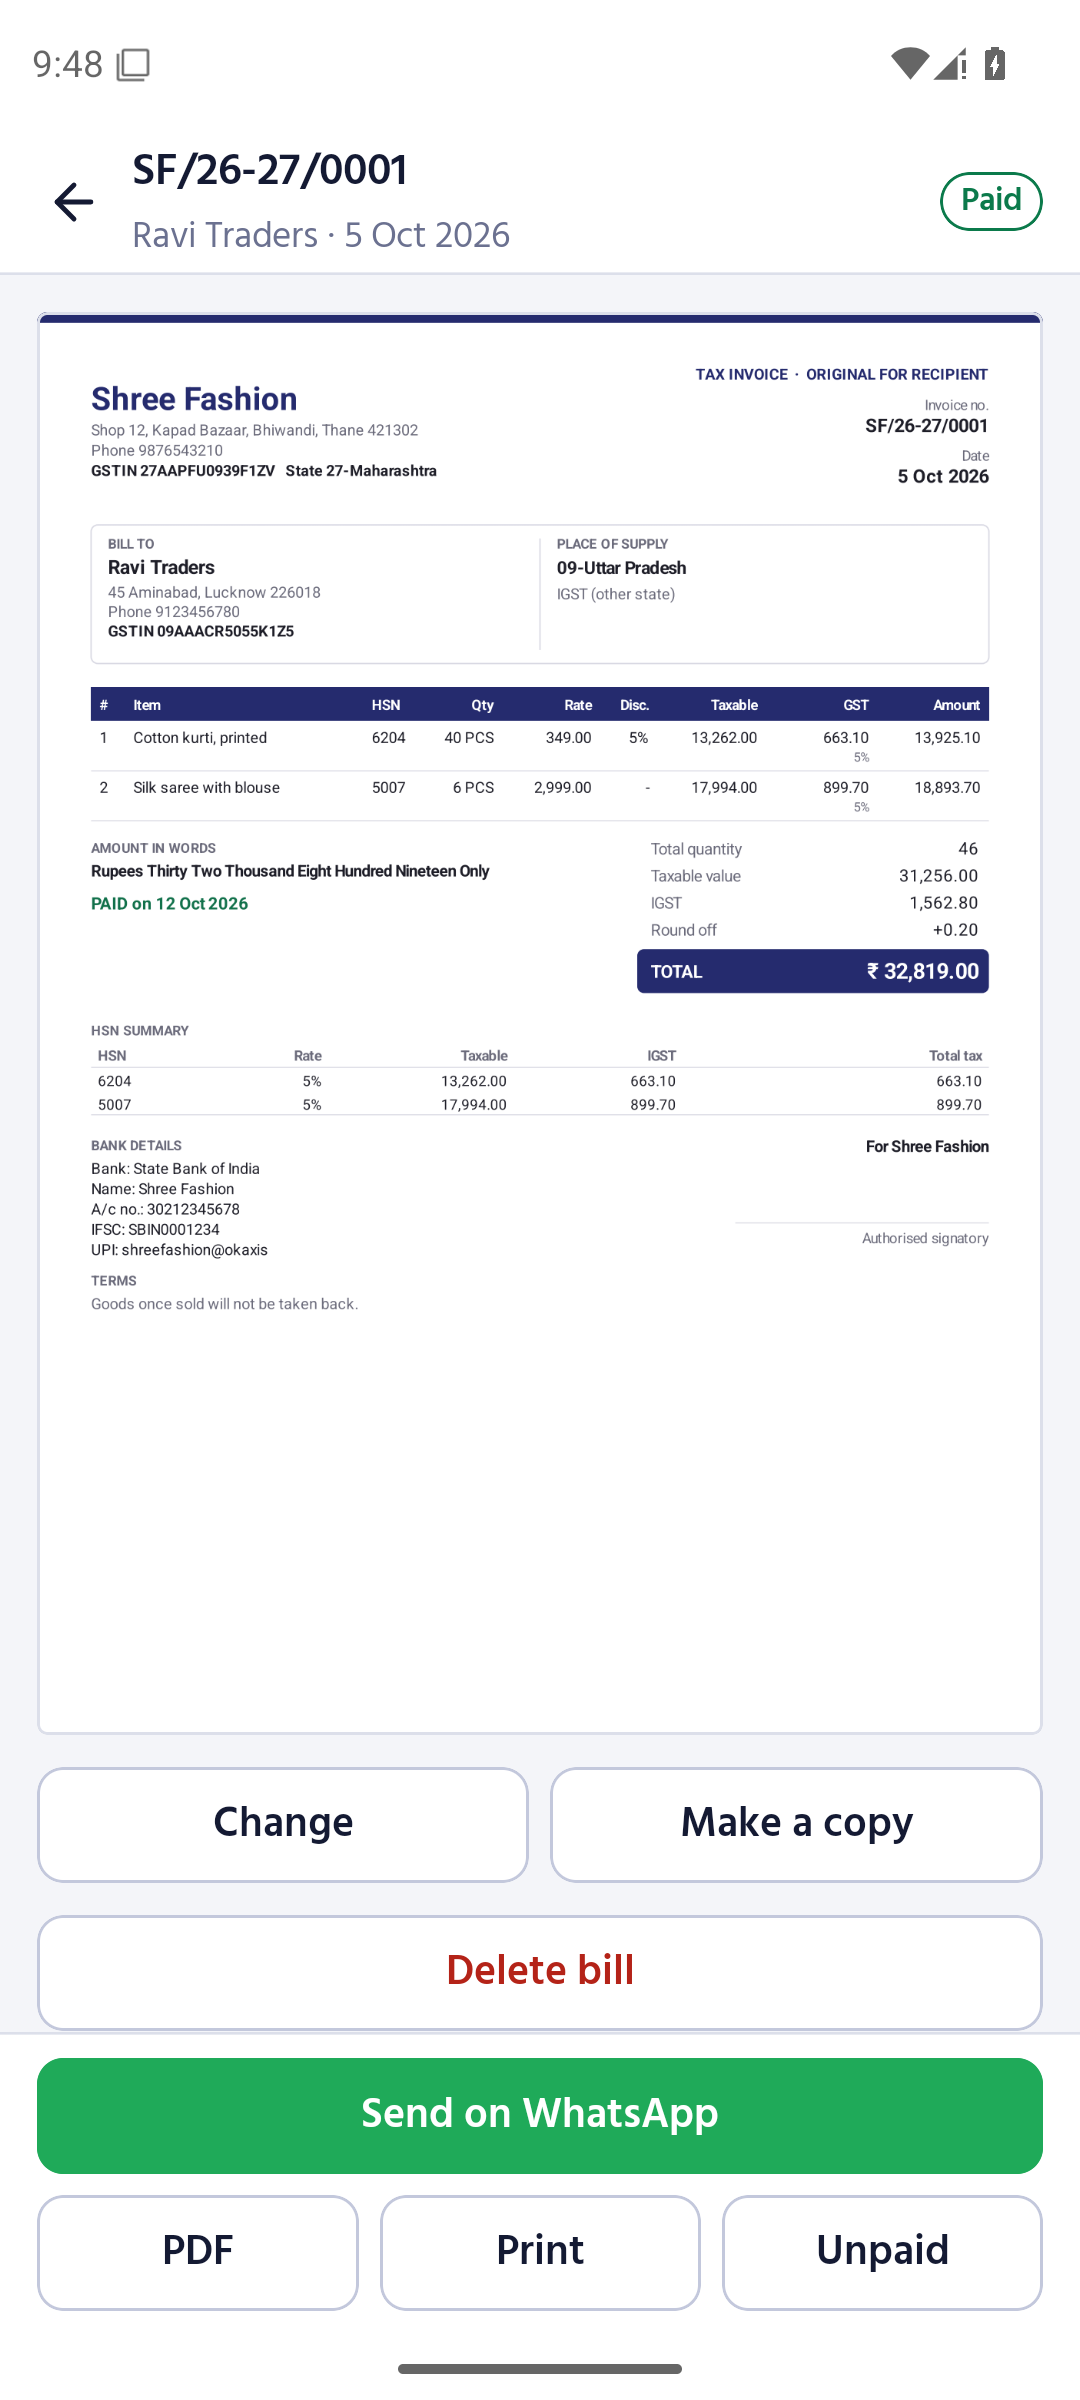 9:48
SF/26-27/0001
Ravi Traders · 5 Oct 2026
Paid
TAX INVOICE · ORIGINAL FOR RECIPIENT
Shree Fashion
Shop 12, Kapad Bazaar, Bhiwandi, Thane 421302
Phone 9876543210
GSTIN 27AAPFU0939F1ZV State 27-Maharashtra
Invoice no.
SF/26-27/0001
Date
5 Oct 2026
BILL TO
Ravi Traders
45 Aminabad, Lucknow 226018
Phone 9123456780
GSTIN 09AAACR5055K1Z5
PLACE OF SUPPLY
09-Uttar Pradesh
IGST (other state)
# Item HSN Qty Rate Disc. Taxable GST Amount
1 Cotton kurti, printed 6204 40 PCS 349.00 5% 13,262.00 663.10 13,925.10
5%
2 Silk saree with blouse 5007 6 PCS 2,999.00 - 17,994.00 899.70 18,893.70
5%
AMOUNT IN WORDS
Rupees Thirty Two Thousand Eight Hundred Nineteen Only
PAID on 12 Oct 2026
Total quantity 46
Taxable value 31,256.00
IGST 1,562.80
Round off +0.20
TOTAL ₹ 32,819.00
HSN SUMMARY
HSN Rate Taxable IGST Total tax
6204 5% 13,262.00 663.10 663.10
5007 5% 17,994.00 899.70 899.70
BANK DETAILS
Bank: State Bank of India
Name: Shree Fashion
A/c no.: 30212345678
IFSC: SBIN0001234
UPI: shreefashion@okaxis
For Shree Fashion
Authorised signatory
TERMS
Goods once sold will not be taken back.
Change
Make a copy
Delete bill
Send on WhatsApp
PDF
Print
Unpaid